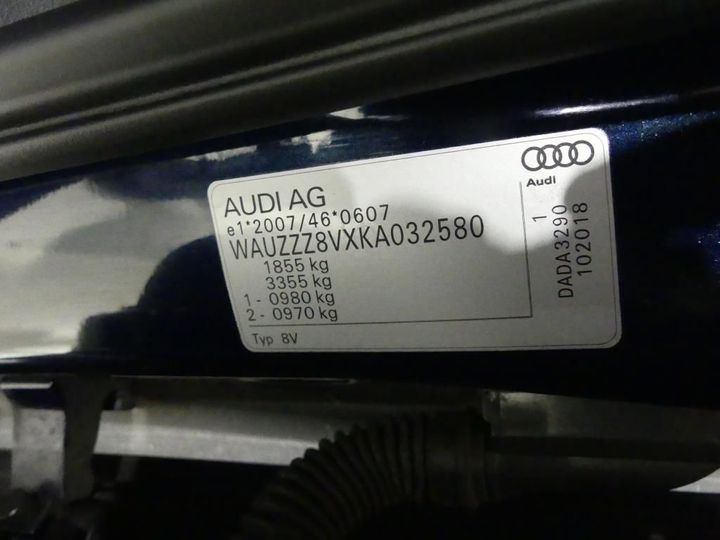 AUDI AG
e1*2007/46*0607
WAUZZZ8VXKA032580
1855 kg
3355 kg
1 - 0980 kg
2 - 0970 kg
Typ 8V
Audi
DADA3290 1
102018